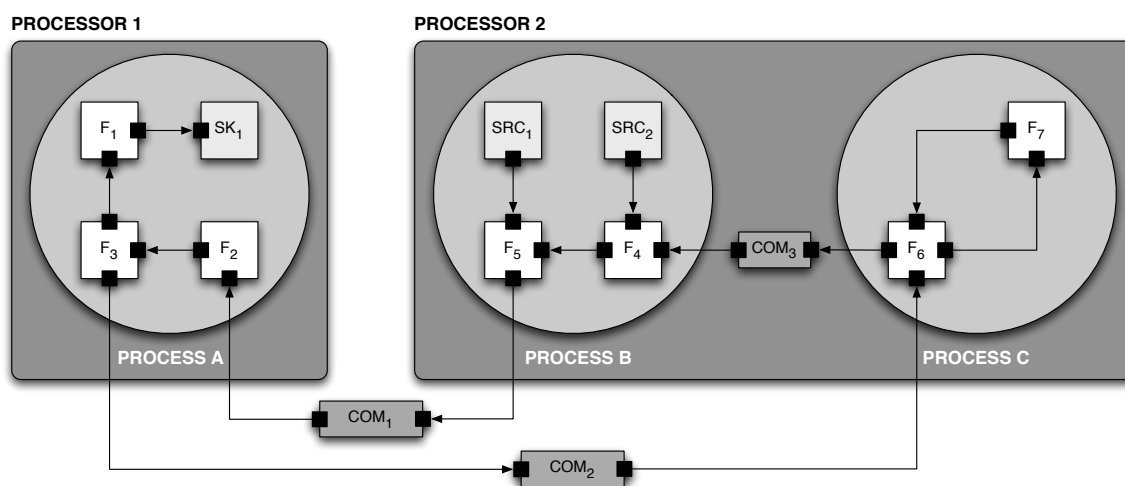 PROCESSOR 1
PROCESSOR 2
F₁
SK₁
SRC₁
SRC₂
F₇
F₃
F₂
F₅
F₄
COM₃
F₆
PROCESS A
PROCESS B
PROCESS C
COM₁
COM₂